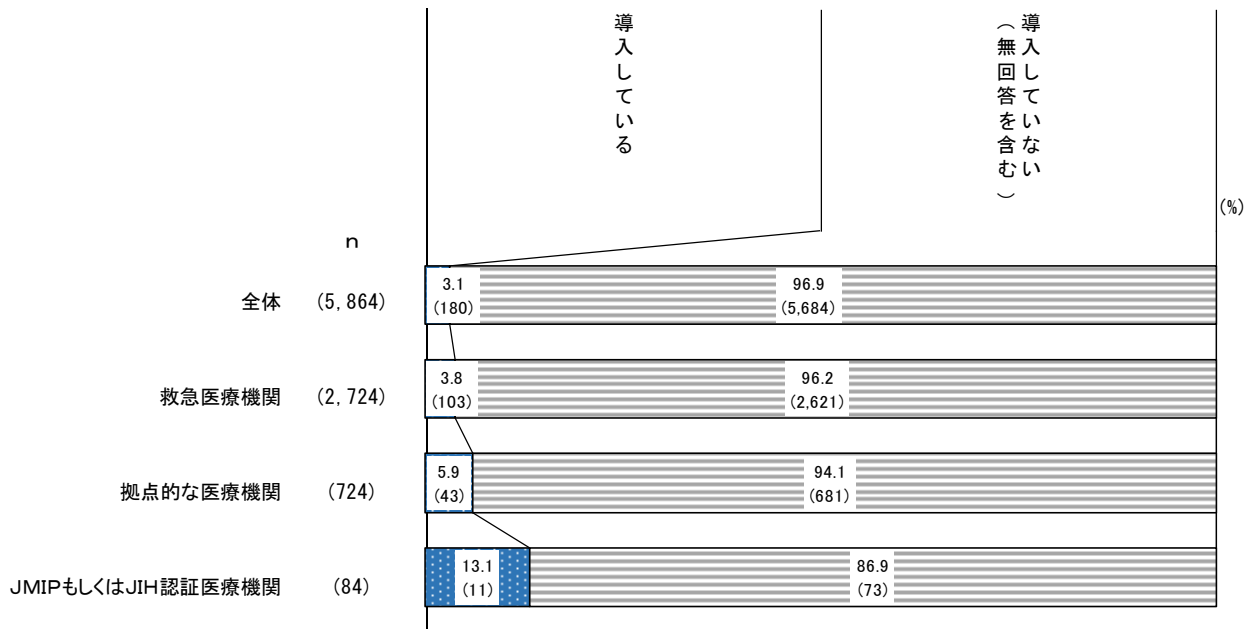 導入している
導入していない
（無回答を含む）
(%)
n
全体 (5,864) 3.1 96.9
(180) (5,684)
救急医療機関 (2,724) 3.8 96.2
(103) (2,621)
拠点的な医療機関 (724) 5.9 94.1
(43) (681)
JMIPもしくはJIH認証医療機関 (84) 13.1 86.9
(11) (73)